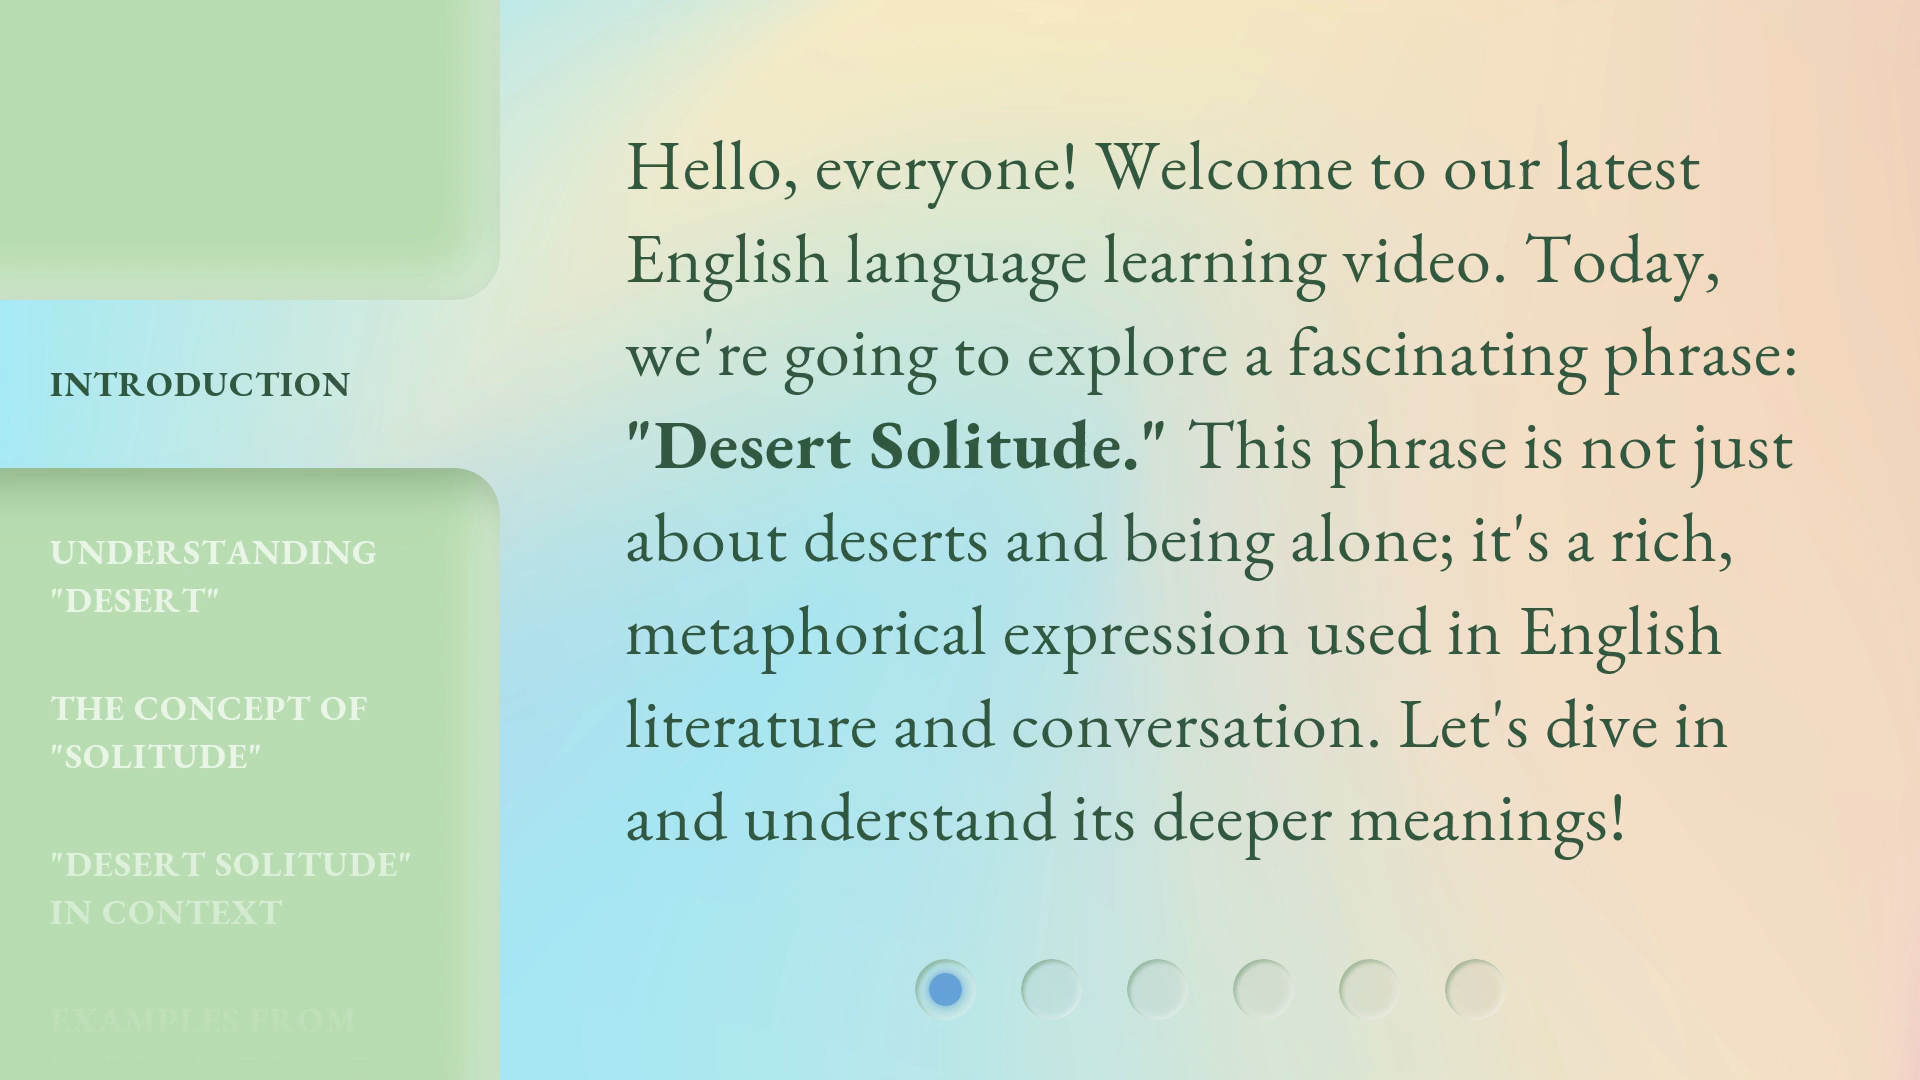 INTRODUCTION
UNDERSTANDING
"DESERT"
THE CONCEPT OF
"SOLITUDE"
"DESERT SOLITUDE"
IN CONTEXT
EXAMPLES FROM
Hello, everyone! Welcome to our latest
English language learning video. Today,
we're going to explore a fascinating phrase:
"Desert Solitude." This phrase is not just
about deserts and being alone; it's a rich,
metaphorical expression used in English
literature and conversation. Let's dive in
and understand its deeper meanings!